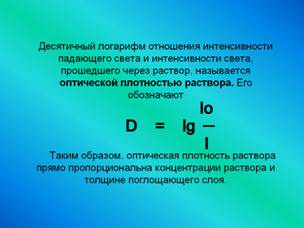 Десятичный логарифм отношения интенсивности
падающего света и интенсивности света,
прошедшего через раствор, называется
оптической плотностью раствора. Его
обозначают
Io
D = lg —
I
Таким образом, оптическая плотность раствора
прямо пропорциональна концентрации раствора и
толщине поглощающего слоя.